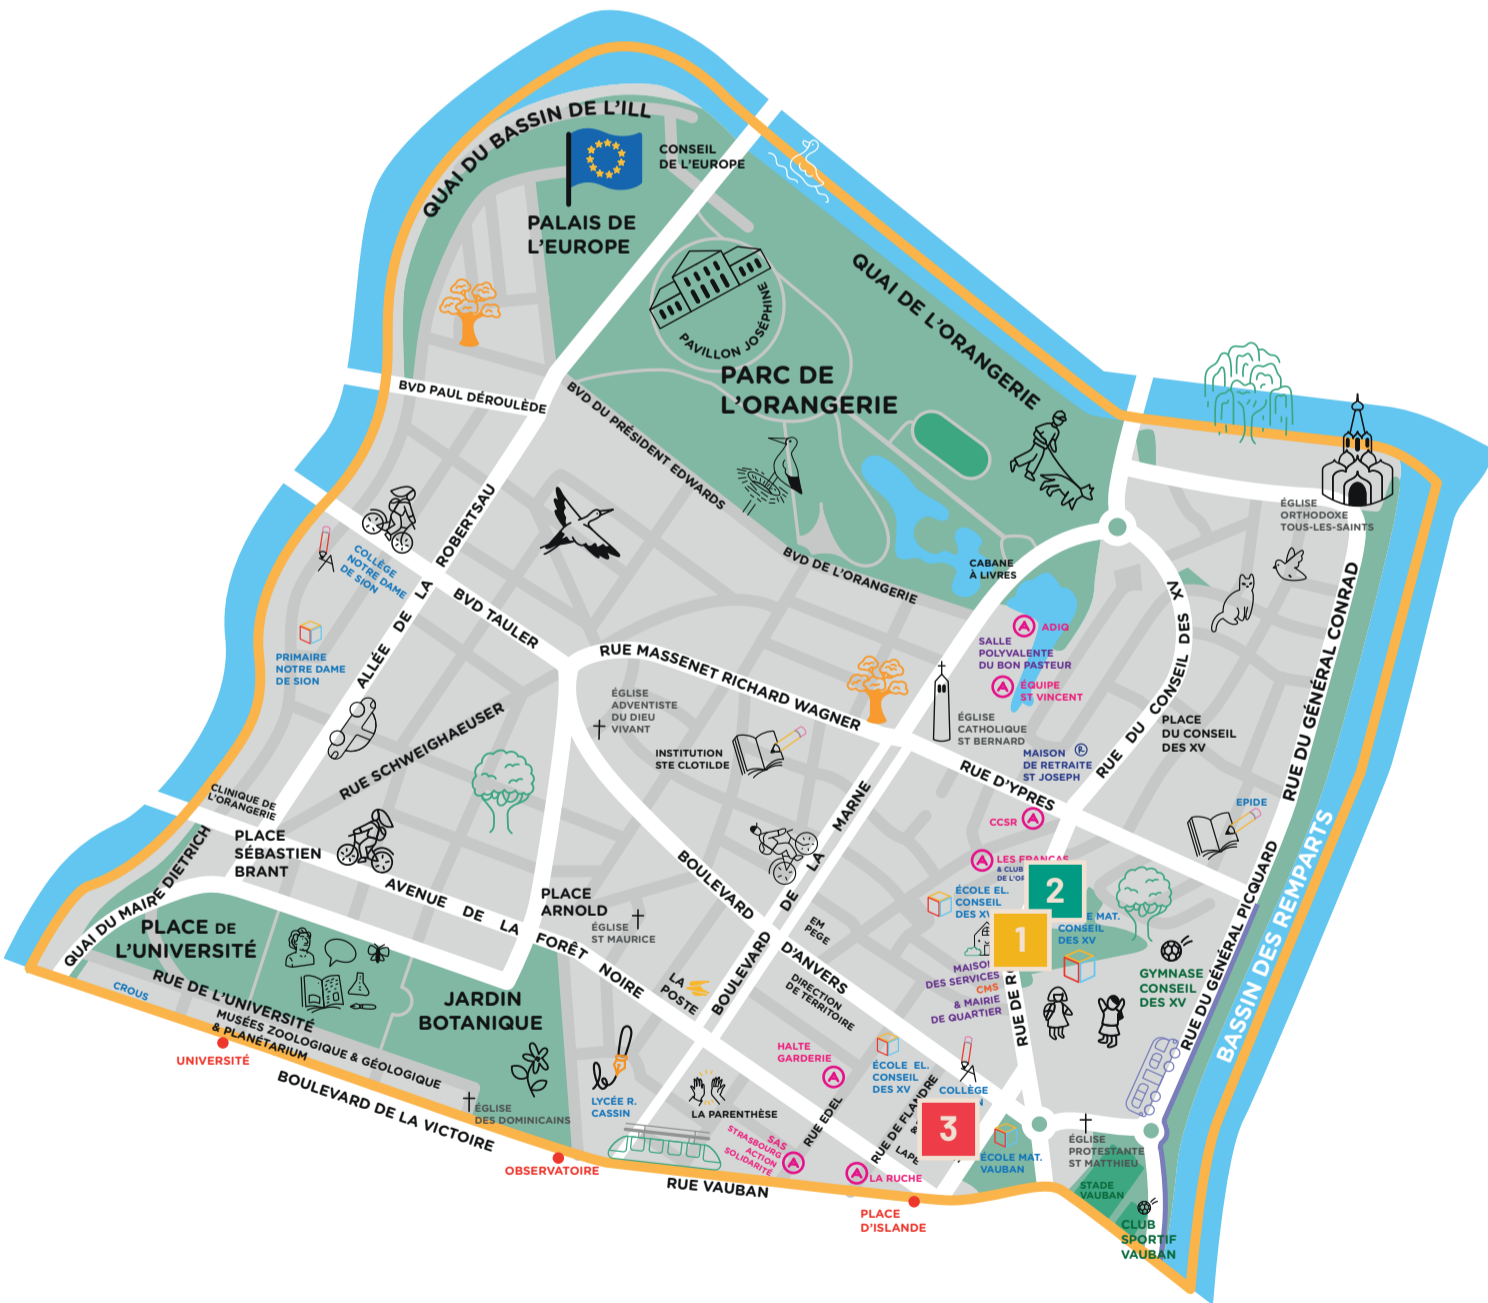 QUAI DU BASSIN DE L'ILL
CONSEIL
DE L'EUROPE
PALAIS DE
L'EUROPE
QUAI DE L'ORANGERIE
PAVILLON JOSÉPHINE
PARC DE
L'ORANGERIE
BVD PAUL DÉROULÈDE
BVD DU PRÉSIDENT EDWARDS
BVD DE L'ORANGERIE
ÉGLISE
ORTHODOXE
TOUS-LES-SAINTS
CABANE
À LIVRES
COLLÈGE
NOTRE DAME
DE SION
ALLÉE DE LA ROBERTSAU
BVD TAULER
PRIMAIRE
NOTRE DAME
DE SION
RUE MASSENET RICHARD WAGNER
ADIQ
SALLE
POLYVALENTE
DU BON PASTEUR
ÉQUIPE
ST VINCENT
RUE DU CONSEIL DES XV
RUE DU GÉNÉRAL CONRAD
ÉGLISE
ADVENTISTE
DU DIEU
VIVANT
ÉGLISE
CATHOLIQUE
ST BERNARD
PLACE
DU CONSEIL
DES XV
RUE SCHWEIGHAEUSER
INSTITUTION
STE CLOTILDE
MAISON R
DE RETRAITE
ST JOSEPH
RUE D'YPRES
CLINIQUE DE
L'ORANGERIE
CCSR
EPIDE
PLACE
SÉBASTIEN
BRANT
QUAI DU MAIRE DIETRICH
AVENUE DE LA FORÊT NOIRE
BOULEVARD D'ANVERS
BOULEVARD DE LA MARNE
LES FRANCAS
& CLUB
ÉCOLE EL.
CONSEIL
DES XV
2
1
E MAT.
CONSEIL
DES XV
RUE DU GÉNÉRAL PICQUARD
BASSIN DES REMPARTS
PLACE
ARNOLD
ÉGLISE
ST MAURICE
EM
PEGE
PLACE DE
L'UNIVERSITÉ
DIRECTION
DE TERRITOIRE
LA
POSTE
MAISO
DES SERVICES
CMS
& MAIRIE
DE QUARTIER
GYMNASE
CONSEIL
DES XV
RUE DE R
CROUS
RUE DE L'UNIVERSITÉ
MUSÉES ZOOLOGIQUE & GÉOLOGIQUE
& PLANÉTARIUM
JARDIN
BOTANIQUE
UNIVERSITÉ
BOULEVARD DE LA VICTOIRE
ÉGLISE
DES DOMINICAINS
LYCÉE R.
CASSIN
LA PARENTHÈSE
HALTE
GARDERIE
ÉCOLE EL.
CONSEIL
DES XV
COLLÈGE
RUE EDEL
RUE DE FLANDRE
LAPE
3
SAS
STRASBOURG
ACTION
SOLIDARITÉ
LA RUCHE
ÉCOLE MAT.
VAUBAN
ÉGLISE
PROTESTANTE
ST MATTHIEU
OBSERVATOIRE
RUE VAUBAN
PLACE
D'ISLANDE
STADE
VAUBAN
CLUB
SPORTIF
VAUBAN